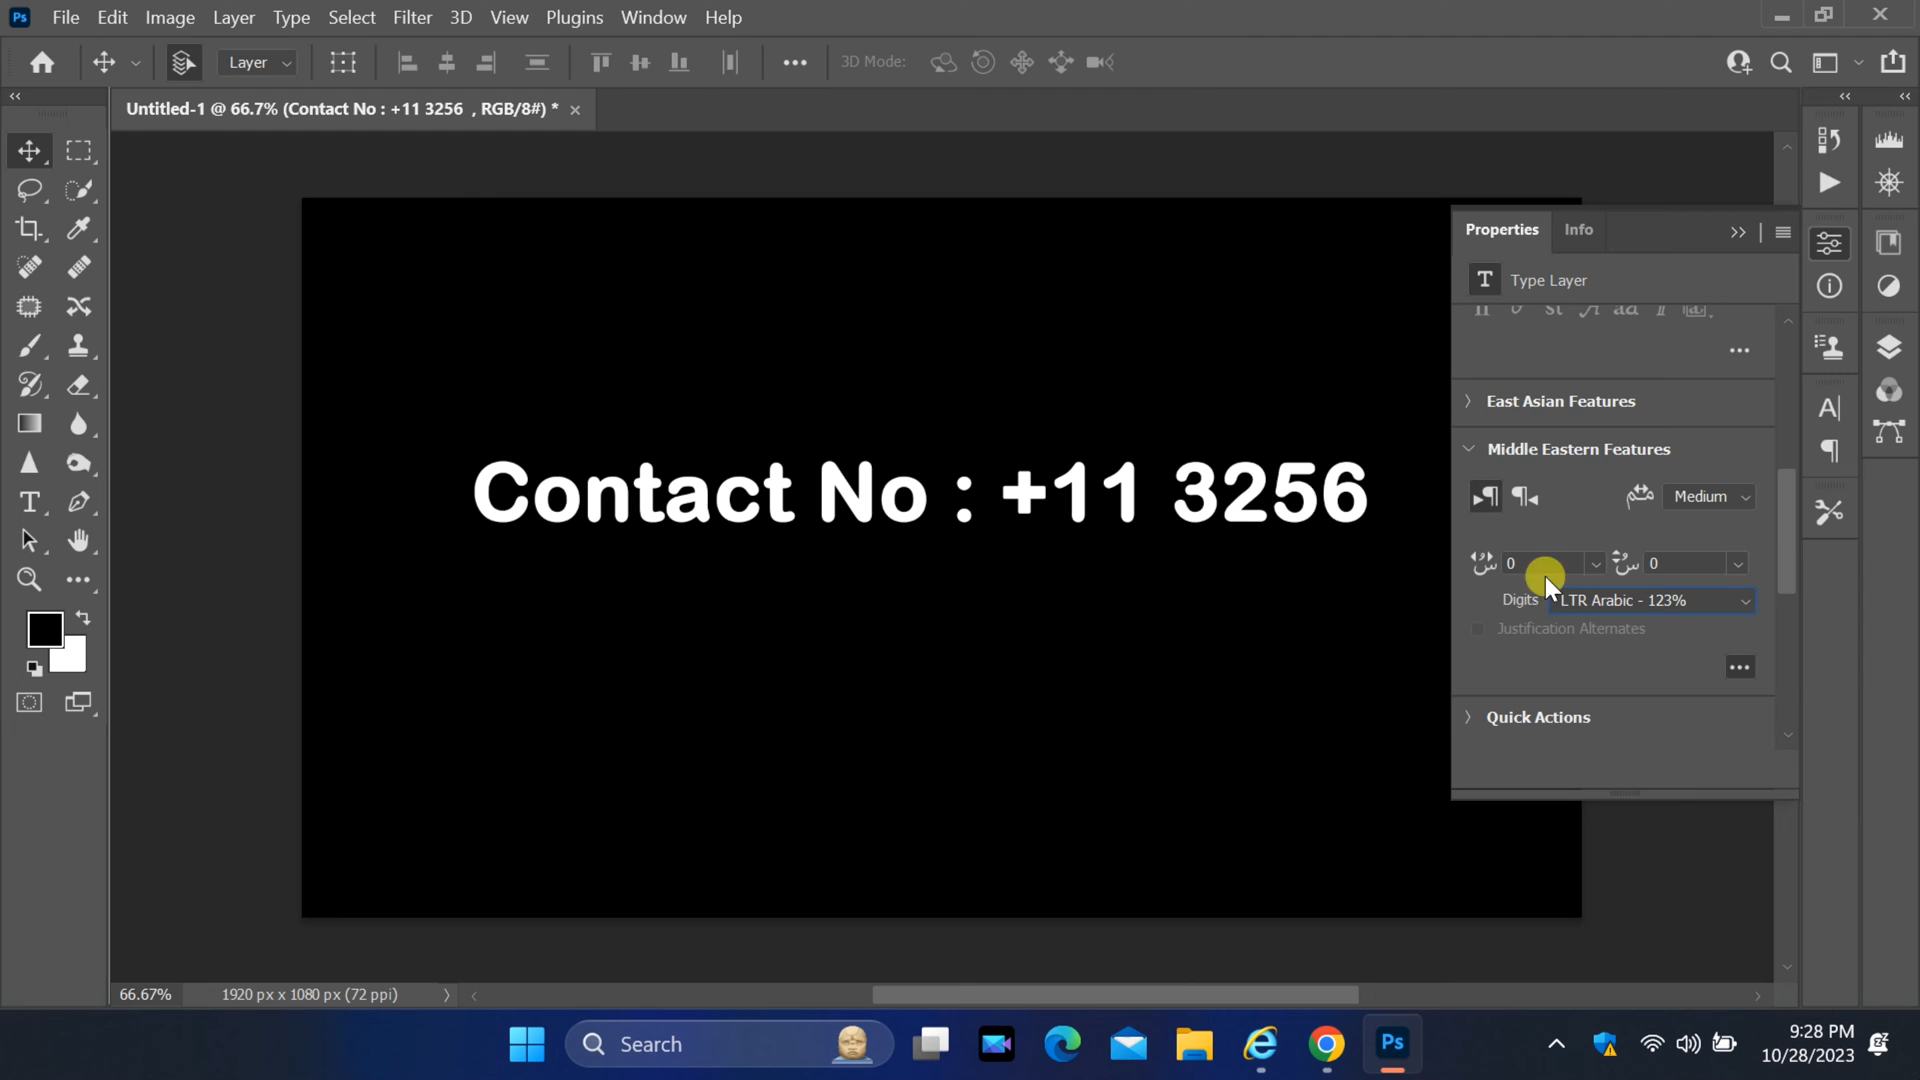 Ps File Edit Image Layer Type Select Filter 3D View Plugins Window Help
Layer 3D Mode:
Untitled-1 @ 66.7% (Contact No : +11 3256 , RGB/8#) *
Properties Info
T Type Layer
East Asian Features
Middle Eastern Features
Medium
0 0
Digits LTR Arabic - 123%
Justification Alternates
Quick Actions
Contact No : +11 3256
66.67% 1920 px x 1080 px (72 ppi)
Search
Ps
9:28 PM
10/28/2023